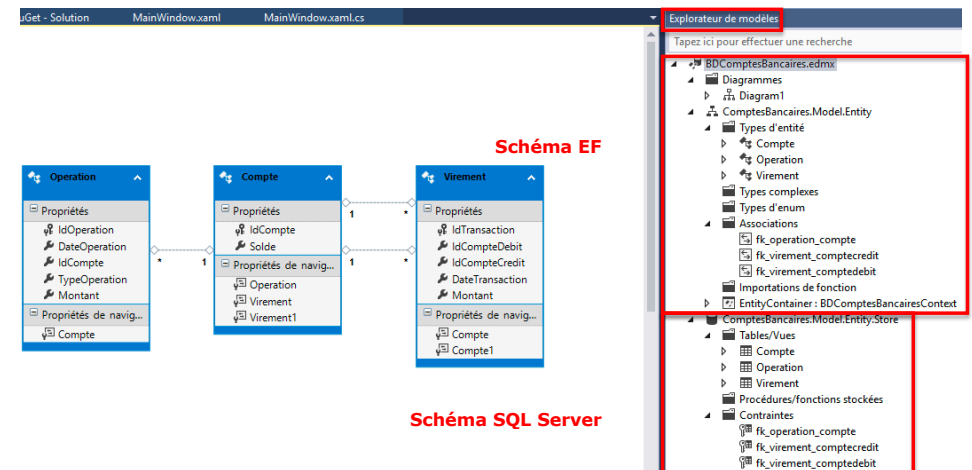 uGet - Solution
MainWindow.xaml
MainWindow.xaml.cs
Schéma EF
Operation
Propriétés
IdOperation
DateOperation
IdCompte
TypeOperation
Montant
Propriétés de navig...
Compte
* 1
Compte
Propriétés
IdCompte
Solde
Propriétés de navig...
Operation
Virement
Virement1
1 *
1 *
Virement
Propriétés
IdTransaction
IdCompteDebit
IdCompteCredit
DateTransaction
Montant
Propriétés de navig...
Compte
Compte1
Schéma SQL Server
Explorateur de modèles
Tapez ici pour effectuer une recherche
BDComptesBancaires.edmx
Diagrammes
Diagram1
ComptesBancaires.Model.Entity
Types d'entité
Compte
Operation
Virement
Types complexes
Types d'enum
Associations
fk_operation_compte
fk_virement_comptecredit
fk_virement_comptedebit
Importations de fonction
EntityContainer : BDComptesBancairesContext
ComptesBancaires.Model.Entity.Store
Tables/Vues
Compte
Operation
Virement
Procédures/fonctions stockées
Contraintes
fk_operation_compte
fk_virement_comptecredit
fk_virement_comptedebit